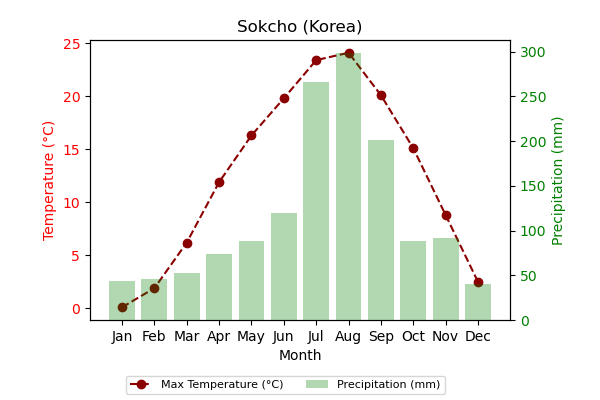 Sokcho (Korea)
Temperature (°C)
25
20
15
10
5
0
300
250
200
150
100
50
0
Precipitation (mm)
Jan Feb Mar Apr May Jun Jul Aug Sep Oct Nov Dec
Month
Max Temperature (°C) Precipitation (mm)